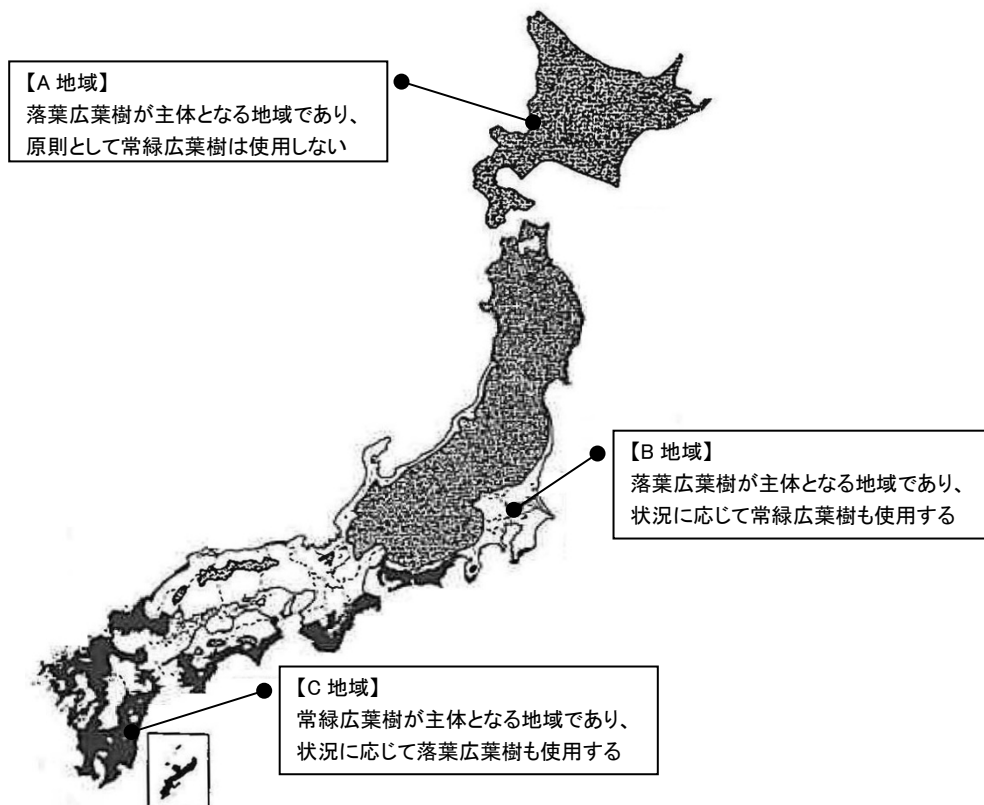 【A 地域】
落葉広葉樹が主体となる地域であり、
原則として常緑広葉樹は使用しない
【B 地域】
落葉広葉樹が主体となる地域であり、
状況に応じて常緑広葉樹も使用する
【C 地域】
常緑広葉樹が主体となる地域であり、
状況に応じて落葉広葉樹も使用する